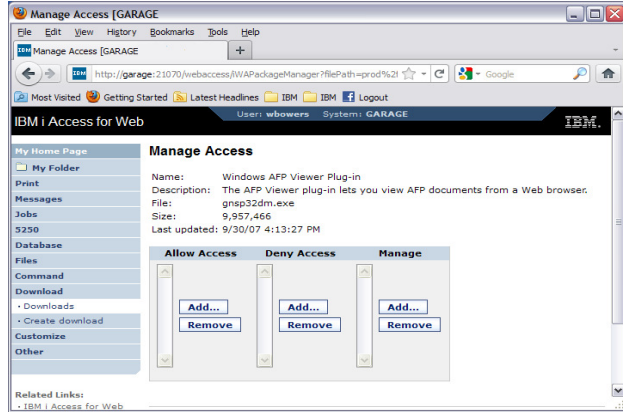 Manage Access [GARAGE
File Edit View History Bookmarks Tools Help
IBM Manage Access [GARAGE +
IBM http://garage:21070/webaccess/iWAPackageManager?filePath=prod%2f Google
Most Visited Getting Started Latest Headlines IBM IBM Logout
User: wbowers System: GARAGE
IBM i Access for Web
IBM.
My Home Page
My Folder
Print
Messages
Jobs
5250
Database
Files
Command
Download
• Downloads
• Create download
Customize
Other
Related Links:
• IBM i Access for Web
Manage Access
Name: Windows AFP Viewer Plug-in
Description: The AFP Viewer plug-in lets you view AFP documents from a Web browser.
File: gnsp32dm.exe
Size: 9,957,466
Last updated: 9/30/07 4:13:27 PM
Allow Access Deny Access Manage
Add... Add... Add...
Remove Remove Remove